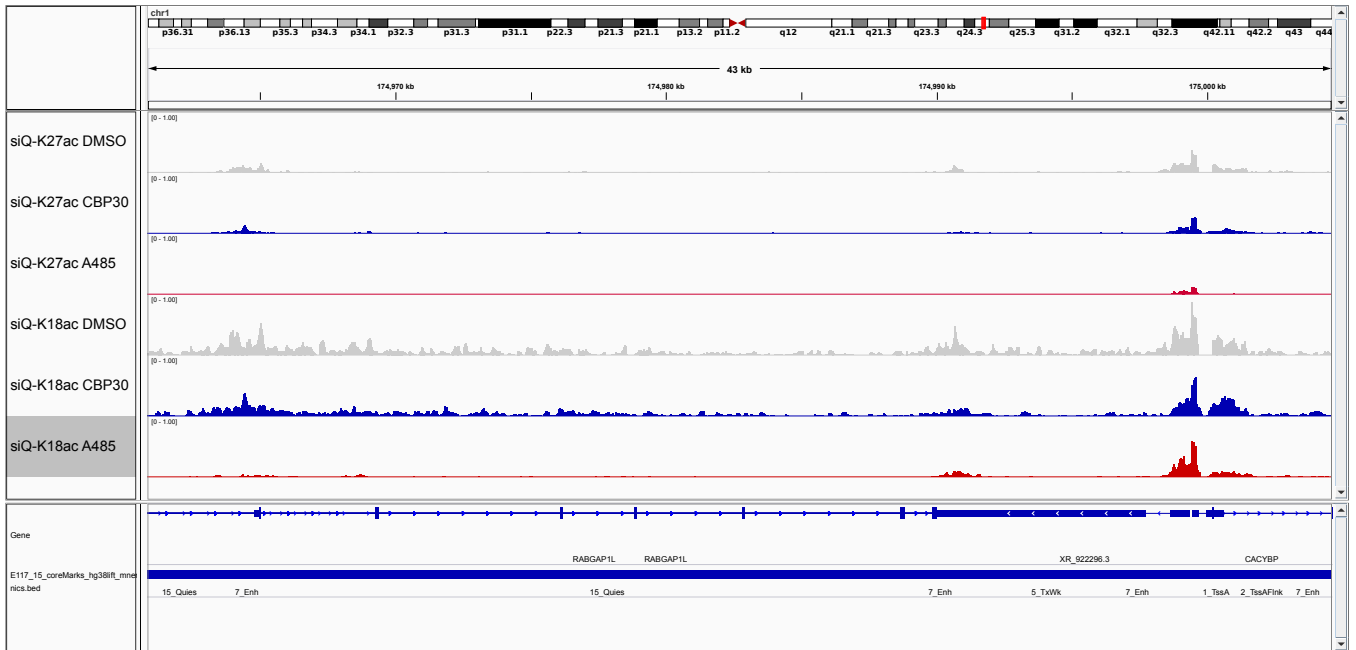 chr1
p36.31 p36.13 p35.3 p34.3 p34.1 p32.3 p31.3 p31.1 p22.3 p21.3 p21.1 p13.2 p11.2 q12 q21.1 q21.3 q23.3 q24.3 q25.3 q31.2 q32.1 q32.3 q42.11 q42.2 q43 q44
43 kb
174,970 kb 174,980 kb 174,990 kb 175,000 kb
[0 - 1.00]
siQ-K27ac DMSO
[0 - 1.00]
siQ-K27ac CBP30
[0 - 1.00]
siQ-K27ac A485
[0 - 1.00]
siQ-K18ac DMSO
[0 - 1.00]
siQ-K18ac CBP30
[0 - 1.00]
siQ-K18ac A485
Gene
RABGAP1L RABGAP1L XR_922296.3 CACYBP
E117_15_coreMarks_hg38lift_mnemo
nics.bed
15_Quies 7_Enh 15_Quies 7_Enh 5_TxWk 7_Enh 1_TssA 2_TssAFlnk 7_Enh